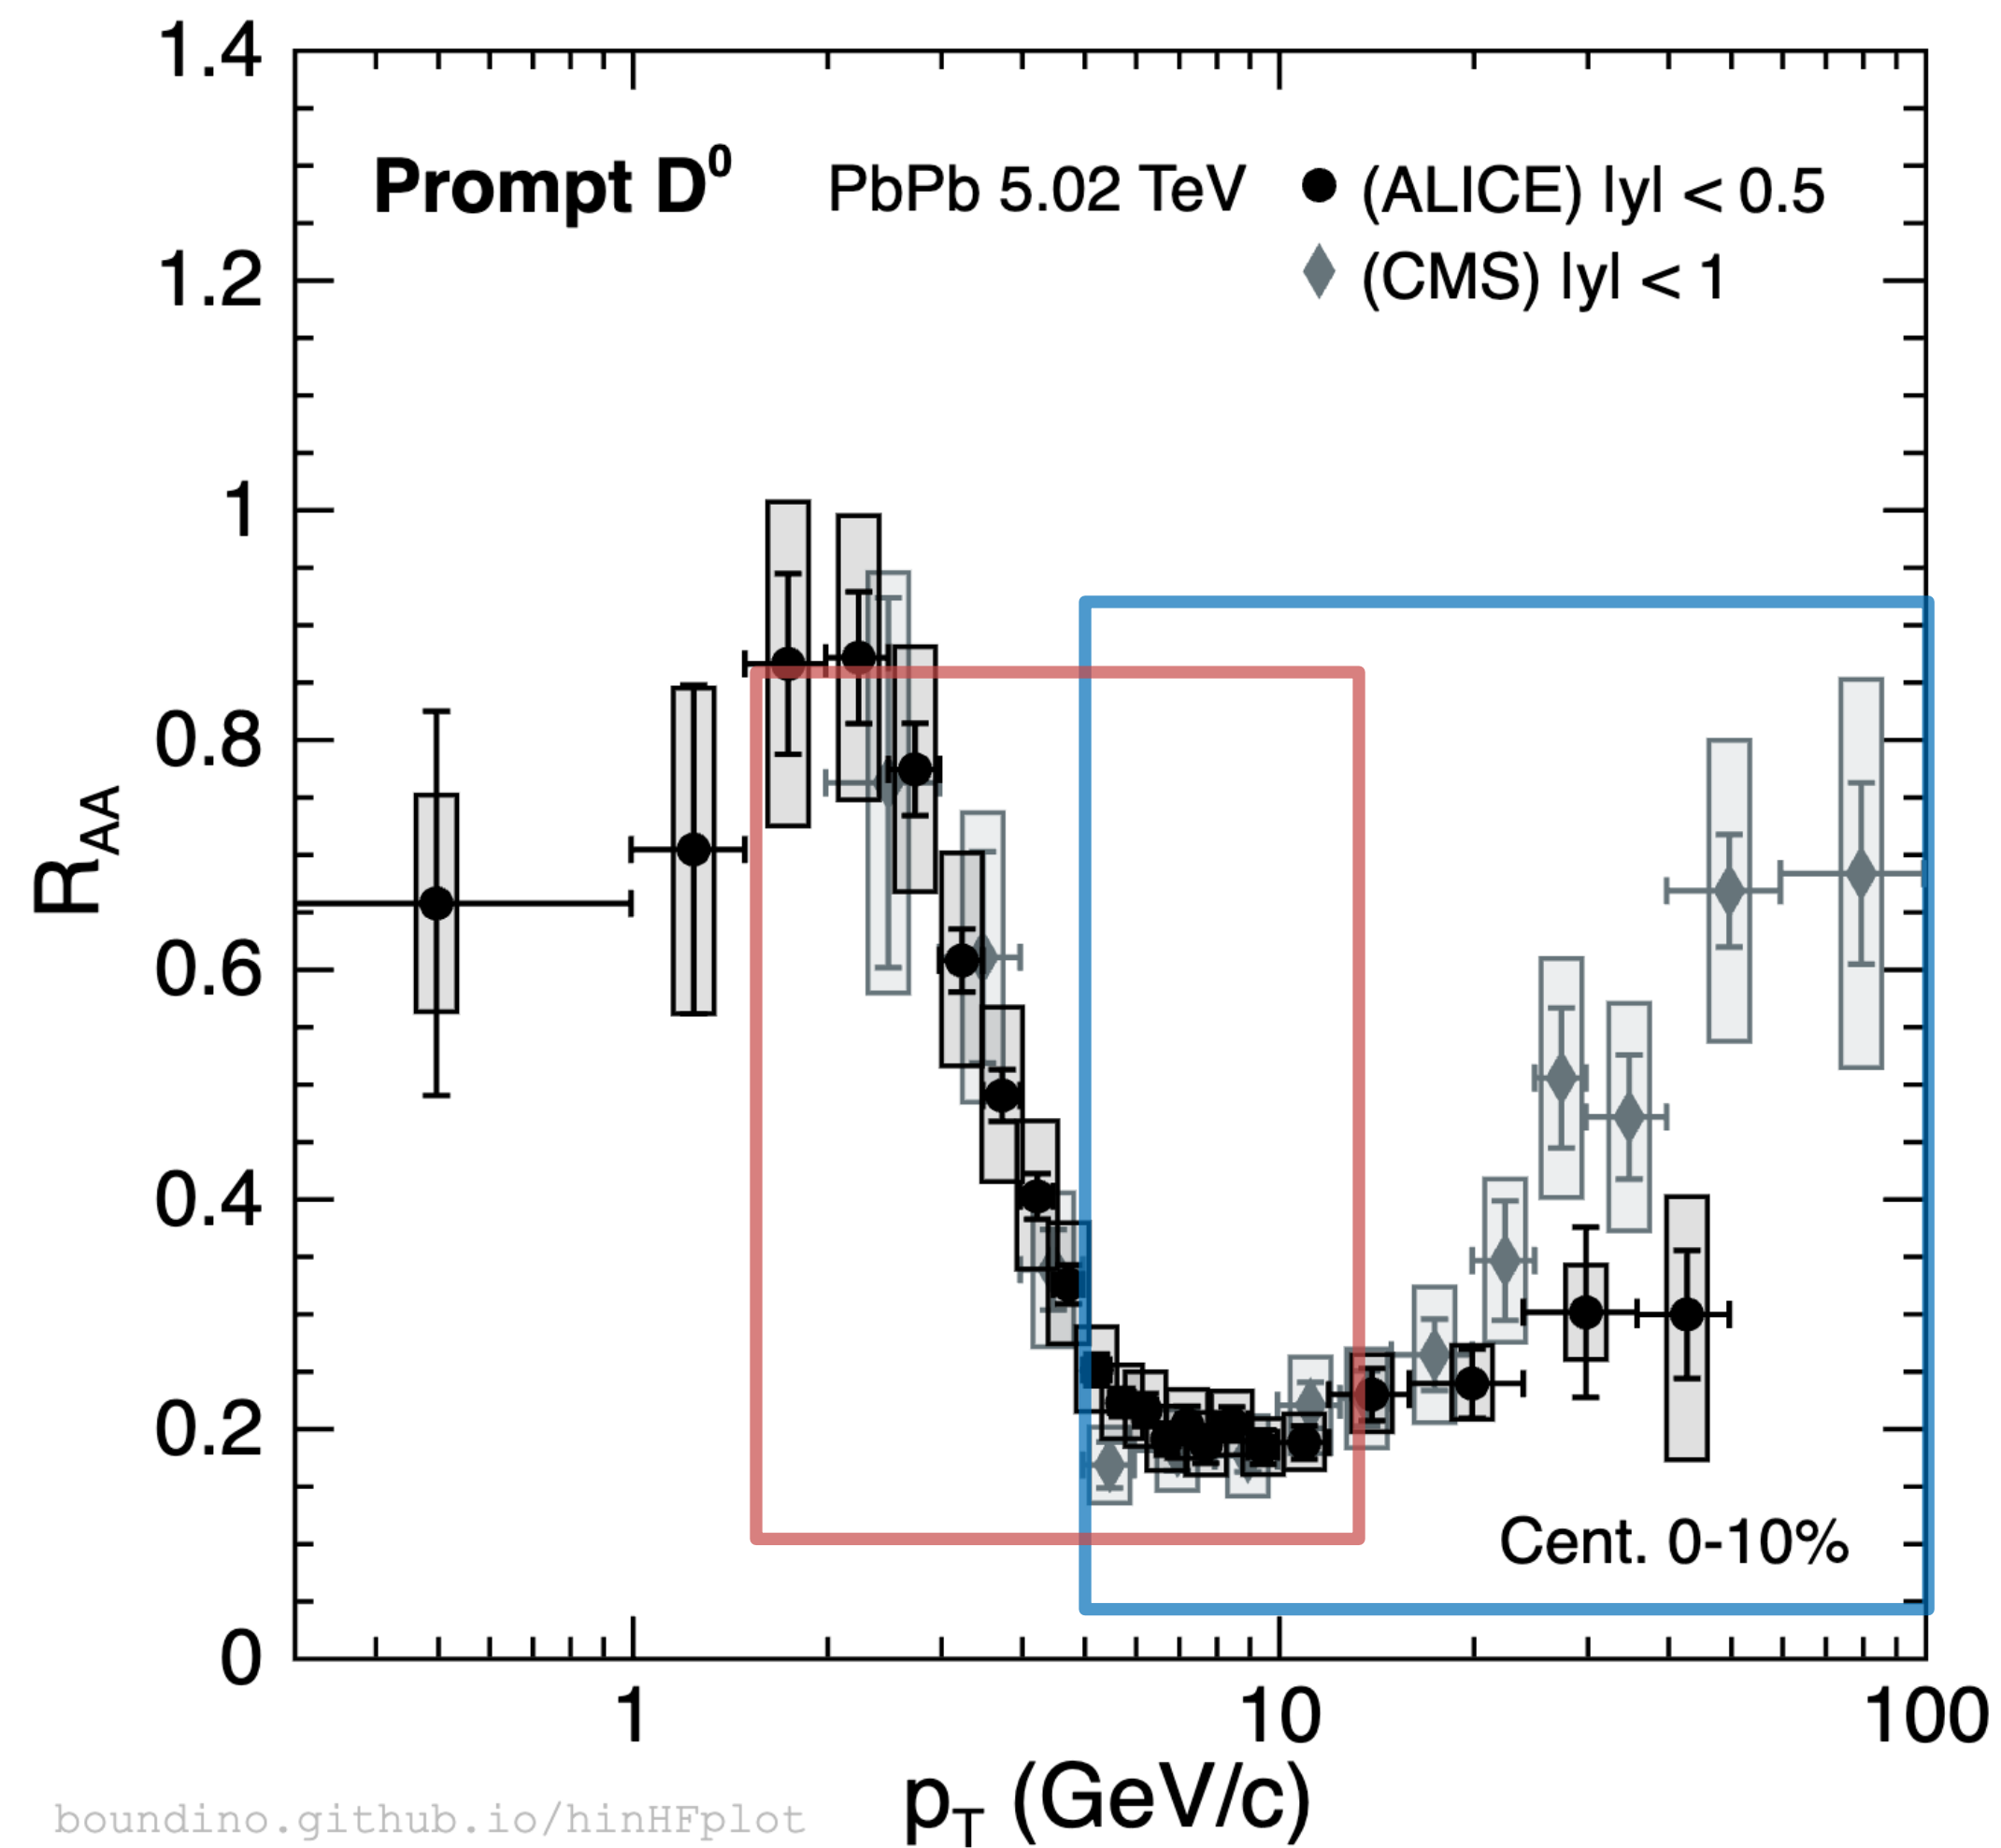 1.4
1.2
1
0.8
0.6
0.4
0.2
0
R_AA
Prompt D⁰ PbPb 5.02 TeV (ALICE) |y| < 0.5
(CMS) |y| < 1
Cent. 0-10%
1 10 100
p_T (GeV/c)
boundino.github.io/hinHFplot